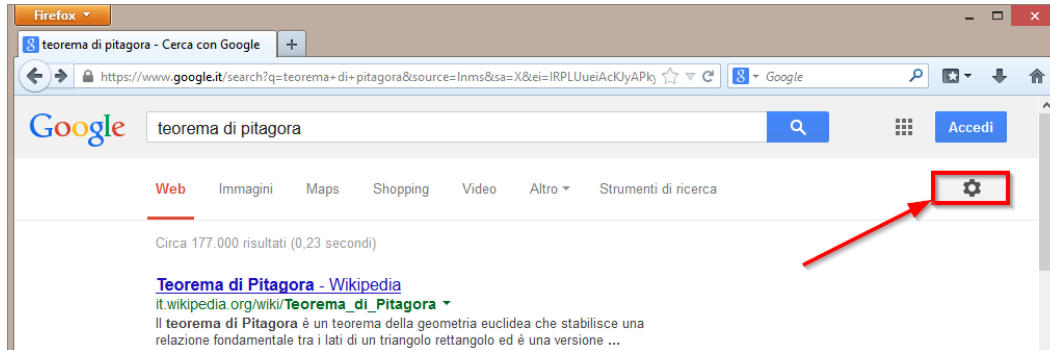 Firefox
teorema di pitagora - Cerca con Google
https://www.google.it/search?q=teorema+di+pitagora&source=lnms&sa=X&ei=IRPLUueiAcKJyAPk
Google
Google
teorema di pitagora
Accedi
Web Immagini Maps Shopping Video Altro Strumenti di ricerca
Circa 177.000 risultati (0,23 secondi)
Teorema di Pitagora - Wikipedia
it.wikipedia.org/wiki/Teorema_di_Pitagora
Il teorema di Pitagora è un teorema della geometria euclidea che stabilisce una
relazione fondamentale tra i lati di un triangolo rettangolo ed è una versione ...